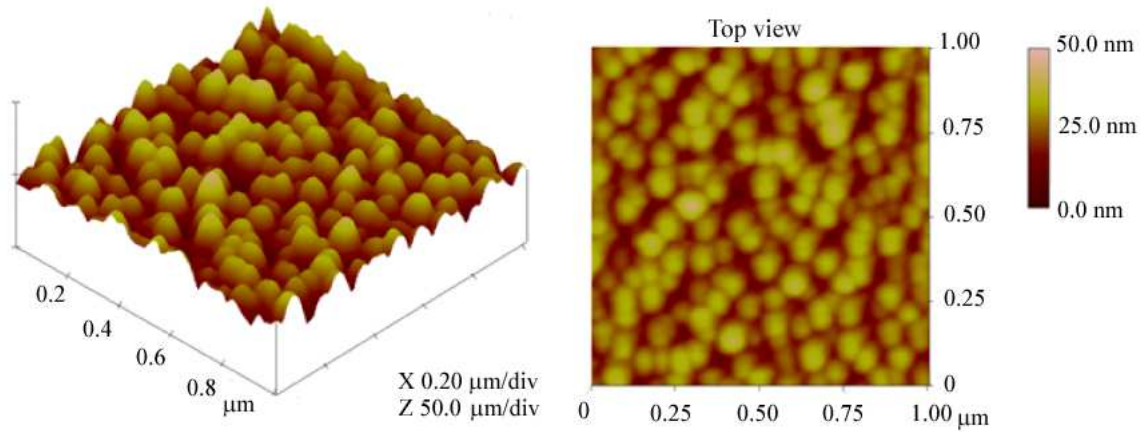 Top view
0.2
0.4
0.6
0.8
μm
X 0.20 μm/div
Z 50.0 μm/div
1.00
0.75
0.50
0.25
0
0
0.25
0.50
0.75
1.00 μm
50.0 nm
25.0 nm
0.0 nm